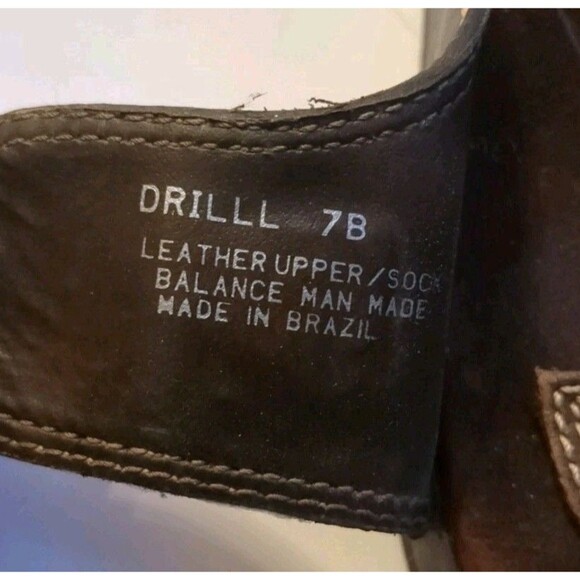 DRILLL 7B
LEATHER UPPER/SOCK
BALANCE MAN MADE
MADE IN BRAZIL